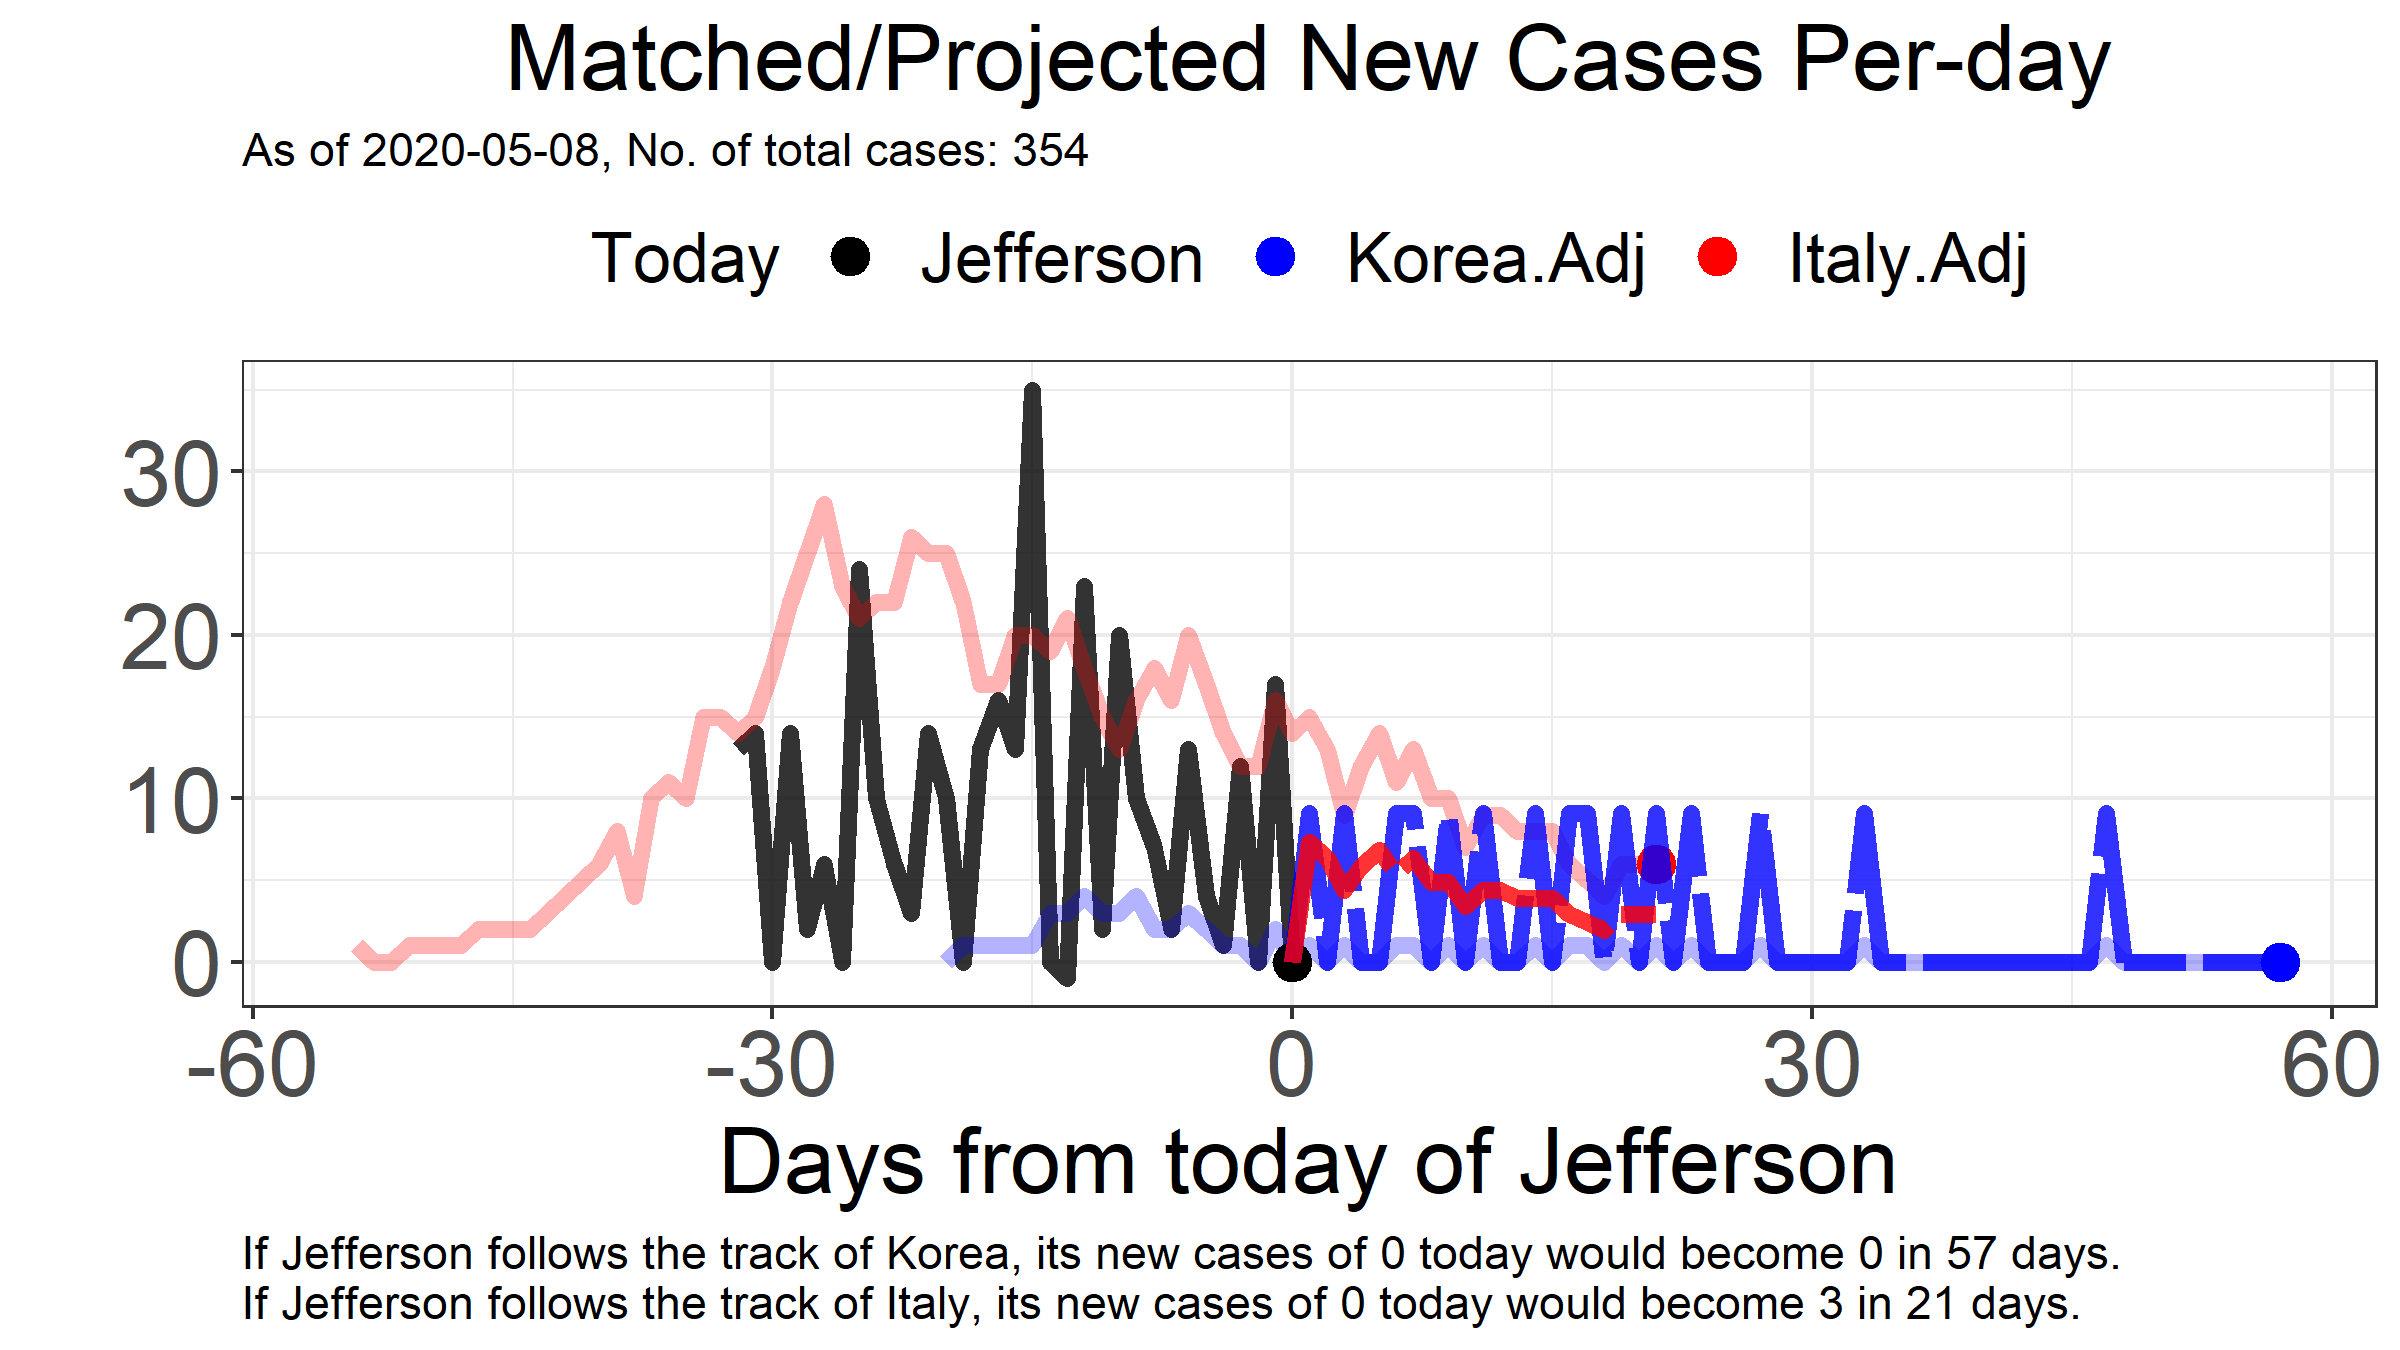 Matched/Projected New Cases Per-day
As of 2020-05-08, No. of total cases: 354
Today Jefferson Korea.Adj Italy.Adj
30
20
10
0
-60 -30 0 30 60
Days from today of Jefferson
If Jefferson follows the track of Korea, its new cases of 0 today would become 0 in 57 days.
If Jefferson follows the track of Italy, its new cases of 0 today would become 3 in 21 days.